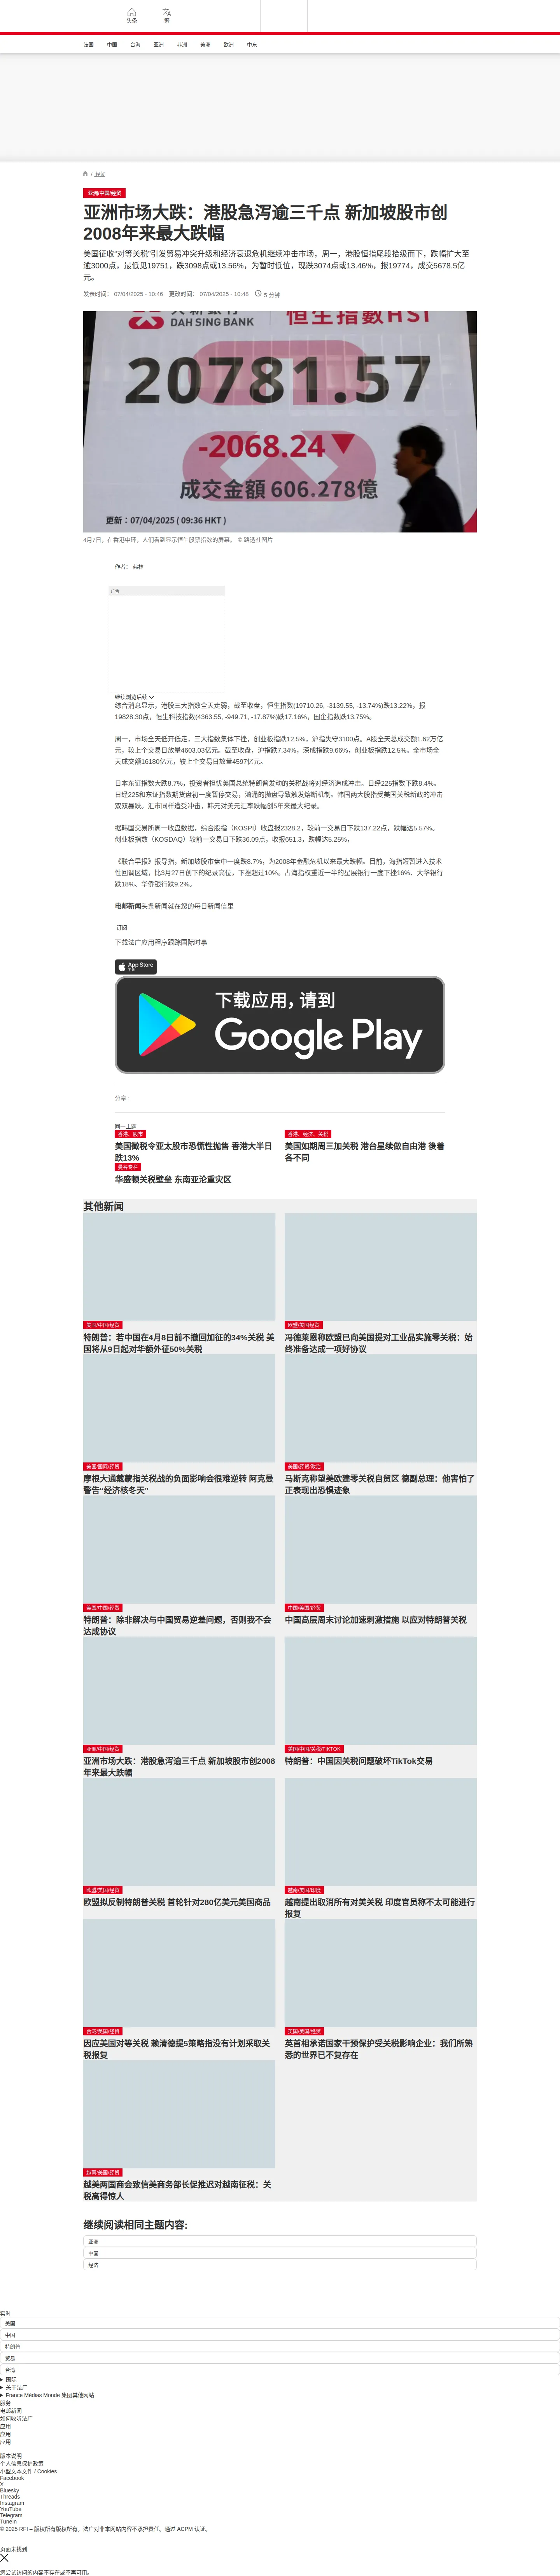 头条
繁
法国
中国
台海
亚洲
非洲
美洲
欧洲
中东
/ 经贸
亚洲/中国/经贸
亚洲市场大跌：港股急泻逾三千点 新加坡股市创
2008年来最大跌幅
美国征收“对等关税”引发贸易冲突升级和经济衰退危机继续冲击市场，周一，港股恒指尾段拾级而下，跌幅扩大至
逾3000点，最低见19751，跌3098点或13.56%，为暂时低位，现跌3074点或13.46%，报19774，成交5678.5亿
元。
发表时间： 07/04/2025 - 10:46 更改时间： 07/04/2025 - 10:48 5 分钟
DAH SING BANK
恒生指數HSI
20781.57
-2068.24▼
成交金額 606.278億
更新：07/04/2025 ( 09:36 HKT )
4月7日，在香港中环，人们看到显示恒生股票指数的屏幕。 © 路透社图片
作者： 弗林
广告
继续浏览后续
综合消息显示，港股三大指数全天走弱，截至收盘，恒生指数(19710.26, -3139.55, -13.74%)跌13.22%，报
19828.30点，恒生科技指数(4363.55, -949.71, -17.87%)跌17.16%，国企指数跌13.75%。
周一，市场全天低开低走，三大指数集体下挫，创业板指跌12.5%，沪指失守3100点。A股全天总成交额1.62万亿
元，较上个交易日放量4603.03亿元。截至收盘，沪指跌7.34%，深成指跌9.66%，创业板指跌12.5%。全市场全
天成交额16180亿元，较上个交易日放量4597亿元。
日本东证指数大跌8.7%，投资者担忧美国总统特朗普发动的关税战将对经济造成冲击。日经225指数下跌8.4%。
日经225和东证指数期货盘初一度暂停交易，汹涌的抛盘导致触发熔断机制。韩国两大股指受美国关税新政的冲击
双双暴跌。汇市同样遭受冲击，韩元对美元汇率跌幅创5年来最大纪录。
据韩国交易所周一收盘数据，综合股指（KOSPI）收盘报2328.2，较前一交易日下跌137.22点，跌幅达5.57%。
创业板指数（KOSDAQ）较前一交易日下跌36.09点，收报651.3，跌幅达5.25%，
《联合早报》报导指，新加坡股市盘中一度跌8.7%，为2008年金融危机以来最大跌幅。目前，海指短暂进入技术
性回调区域，比3月27日创下的纪录高位，下挫超过10%。占海指权重近一半的星展银行一度下挫16%、大华银行
跌18%、华侨银行跌9.2%。
电邮新闻头条新闻就在您的每日新闻信里
订阅
下载法广应用程序跟踪国际时事
App Store
下载
下载应用，请到
Google Play
分享 :
同一主题
香港、股市
美国徵税令亚太股市恐慌性抛售 香港大半日
跌13%
香港、经济、关税
美国如期周三加关税 港台星续做自由港 後着
各不同
曼谷专栏
华盛顿关税壁垒 东南亚沦重灾区
其他新闻
美国/中国/经贸
特朗普：若中国在4月8日前不撤回加征的34%关税 美
国将从9日起对华额外征50%关税
欧盟/美国经贸
冯德莱恩称欧盟已向美国提对工业品实施零关税：始
终准备达成一项好协议
美国/国际/经贸
摩根大通戴蒙指关税战的负面影响会很难逆转 阿克曼
警告“经济核冬天”
美国/经贸/政治
马斯克称望美欧建零关税自贸区 德副总理：他害怕了
正表现出恐惧迹象
美国/中国/经贸
特朗普：除非解决与中国贸易逆差问题，否则我不会
达成协议
中国/美国/经贸
中国高层周末讨论加速刺激措施 以应对特朗普关税
亚洲/中国/经贸
亚洲市场大跌：港股急泻逾三千点 新加坡股市创2008
年来最大跌幅
美国/中国/关税/TIKTOK
特朗普：中国因关税问题破坏TikTok交易
欧盟/美国/经贸
欧盟拟反制特朗普关税 首轮针对280亿美元美国商品
越南/美国/印度
越南提出取消所有对美关税 印度官员称不太可能进行
报复
台湾/美国/经贸
因应美国对等关税 赖清德提5策略指没有计划采取关
税报复
英国/美国/经贸
英首相承诺国家干预保护受关税影响企业：我们所熟
悉的世界已不复存在
越南/美国/经贸
越美两国商会致信美商务部长促推迟对越南征税：关
税高得惊人
继续阅读相同主题内容:
亚洲
中国
经济
实时
美国
中国
特朗普
贸易
台湾
国际
关于法广
France Médias Monde 集团其他网站
服务
电邮新闻
如何收听法广
应用
应用
应用
版本说明
个人信息保护政策
小型文本文件 / Cookies
Facebook
X
Bluesky
Threads
Instagram
YouTube
Telegram
TuneIn
© 2025 RFI – 版权所有版权所有。法广对非本网站内容不承担责任。通过 ACPM 认证。
页面未找到
您尝试访问的内容不存在或不再可用。